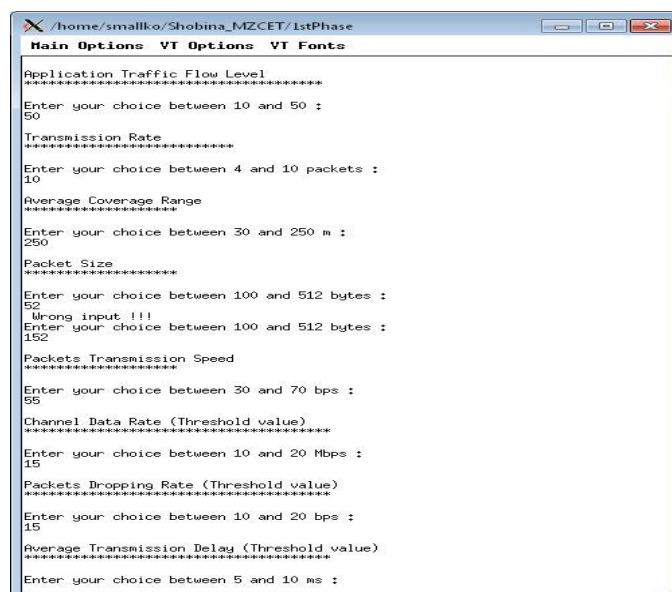 /home/smallko/Shobina_MZCET/1stPhase
Main Options VT Options VT Fonts
Application Traffic Flow Level
*************************************
Enter your choice between 10 and 50 :
50
Transmission Rate
**************************
Enter your choice between 4 and 10 packets :
10
Average Coverage Range
*******************
Enter your choice between 30 and 250 m :
250
Packet Size
*******************
Enter your choice between 100 and 512 bytes :
52
Wrong input !!!
Enter your choice between 100 and 512 bytes :
152
Packets Transmission Speed
*******************
Enter your choice between 30 and 70 bps :
55
Channel Data Rate (Threshold value)
**************************************
Enter your choice between 10 and 20 Mbps :
15
Packets Dropping Rate (Threshold value)
**************************************
Enter your choice between 10 and 20 bps :
15
Average Transmission Delay (Threshold value)
**************************************
Enter your choice between 5 and 10 ms :